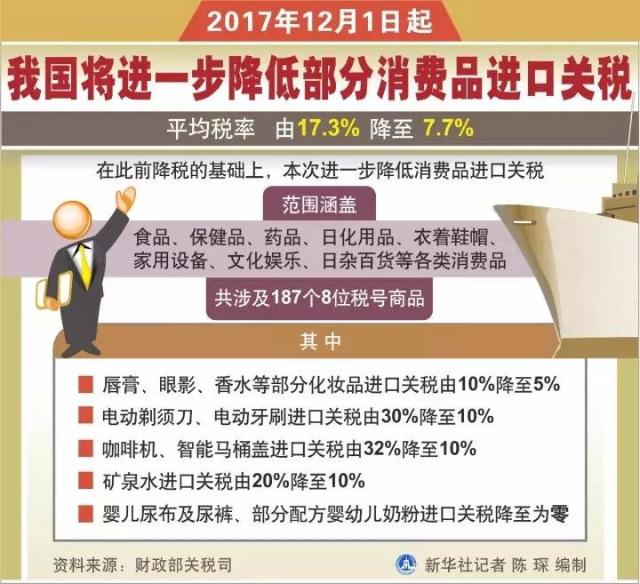 2017年12月1日起
我国将进一步降低部分消费品进口关税
平均税率 由17.3% 降至 7.7%
在此前降税的基础上，本次进一步降低消费品进口关税
范围涵盖
食品、保健品、药品、日化用品、衣着鞋帽、
家用设备、文化娱乐、日杂百货等各类消费品
共涉及187个8位税号商品
其中
唇膏、眼影、香水等部分化妆品进口关税由10%降至5%
电动剃须刀、电动牙刷进口关税由30%降至10%
咖啡机、智能马桶盖进口关税由32%降至10%
矿泉水进口关税由20%降至10%
婴儿尿布及尿裤、部分配方婴幼儿奶粉进口关税降至为零
资料来源：财政部关税司
新华社记者 陈 琛 编制